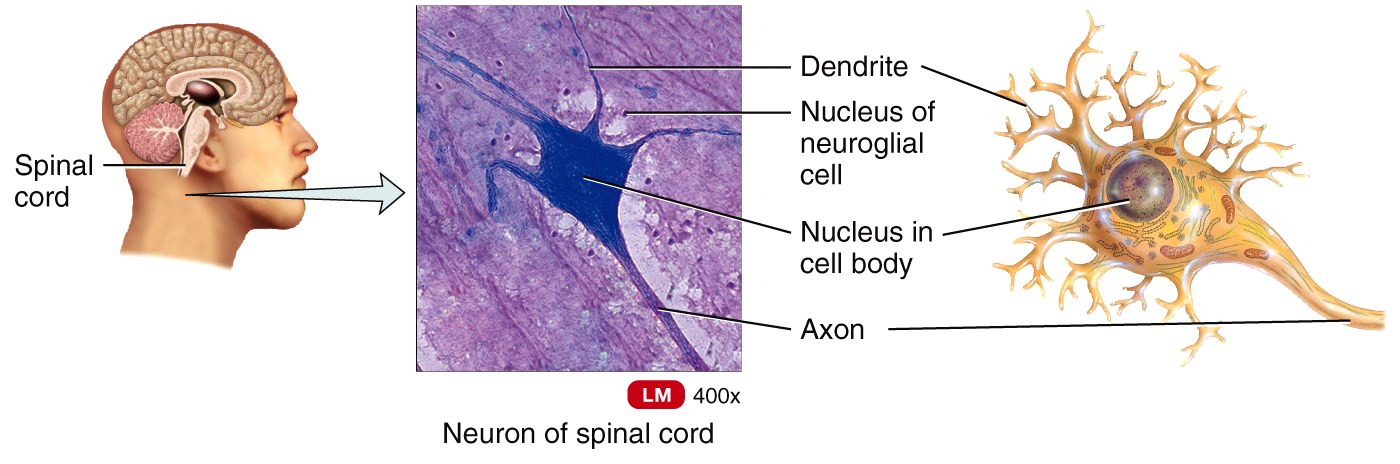 Spinal
cord
Dendrite
Nucleus of
neuroglial
cell
Nucleus in
cell body
Axon
LM 400x
Neuron of spinal cord